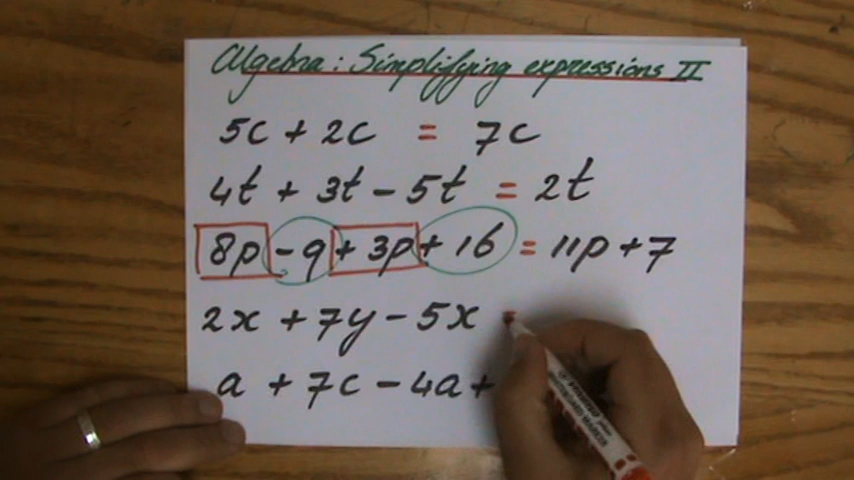 Algebra: Simplifying expressions II
5c + 2c = 7c
4t + 3t - 5t = 2t
8p - 9 + 3p + 16 = 11p + 7
2x + 7y - 5x =
a + 7c - 4a +